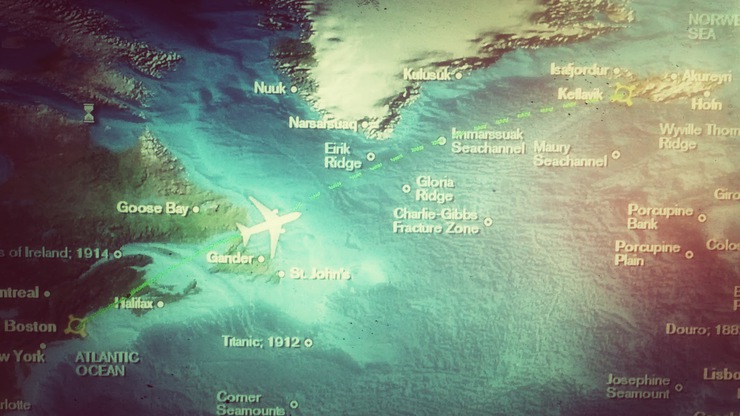 NORWE
SEA
Kulusuk
Isafjordur
Akureyri
Nuuk
Keflavik
Hofn
Narsarsuaq
Immarssuak
Seachannel
Wyville Thom
Ridge
Eirik
Ridge
Maury
Seachannel
Gloria
Ridge
Giro
Goose Bay
Charlie-Gibbs
Fracture Zone
Porcupine
Bank
s of Ireland; 1914
Gander
Porcupine
Plain
Colo
St. John's
ntreal
Halifax
Boston
Douro; 188
Titanic; 1912
w York
ATLANTIC
OCEAN
Lisbo
Josephine
Seamount
Corner
Seamounts
rlotte